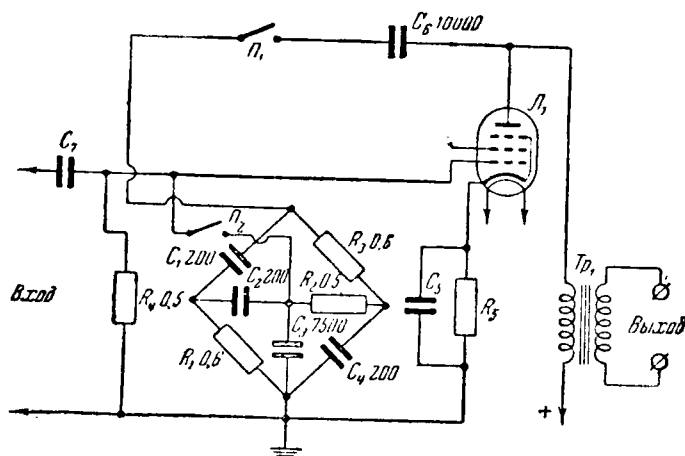 C₆ 10000
П₁
Л₁
C₇
П₂
C₁ 200
R₃ 0,6
C₂ 200
R₂ 0,5
Тр₁
Вход
R₄ 0,5
C₃ 7500
C₅
R₅
Выход
R₁ 0,6
C₄ 200
+